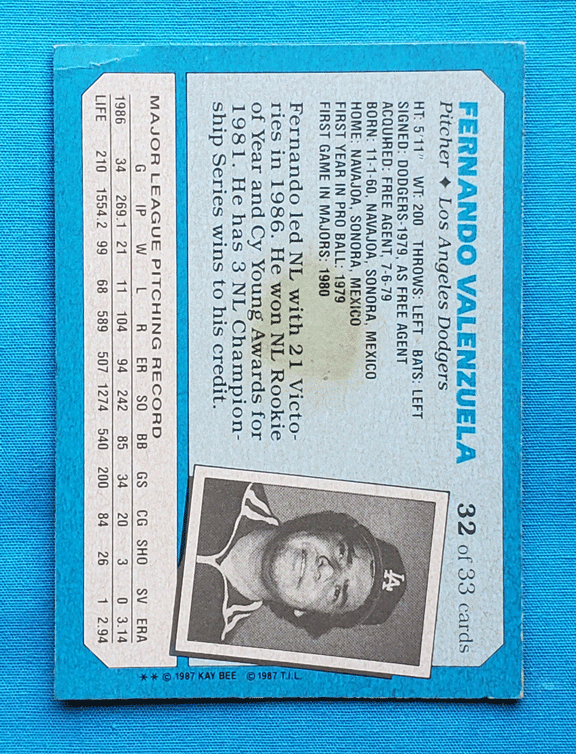 FERNANDO VALENZUELA
32 of 33 cards
Pitcher ♦ Los Angeles Dodgers
HT: 5'11" WT: 200 THROWS: LEFT BATS: LEFT
SIGNED: DODGERS-1979, AS FREE AGENT
ACQUIRED: FREE AGENT, 7-6-79
BORN: 11-1-60, NAVAJOA, SONORA, MEXICO
HOME: NAVAJOA, SONORA, MEXICO
FIRST YEAR IN PRO BALL: 1979
FIRST GAME IN MAJORS: 1980
Fernando led NL with 21 Victo-
ries in 1986. He won NL Rookie
of Year and Cy Young Awards for
1981. He has 3 NL Champion-
ship Series wins to his credit.
LA
MAJOR LEAGUE PITCHING RECORD
G IP W L R ER SO BB GS CG SHO SV ERA
1986 34 269.1 21 11 104 94 242 85 34 20 3 0 3.14
LIFE 210 1554.2 99 68 589 507 1274 540 200 84 26 1 2.94
** © 1987 KAY BEE © 1987 T.I.L.